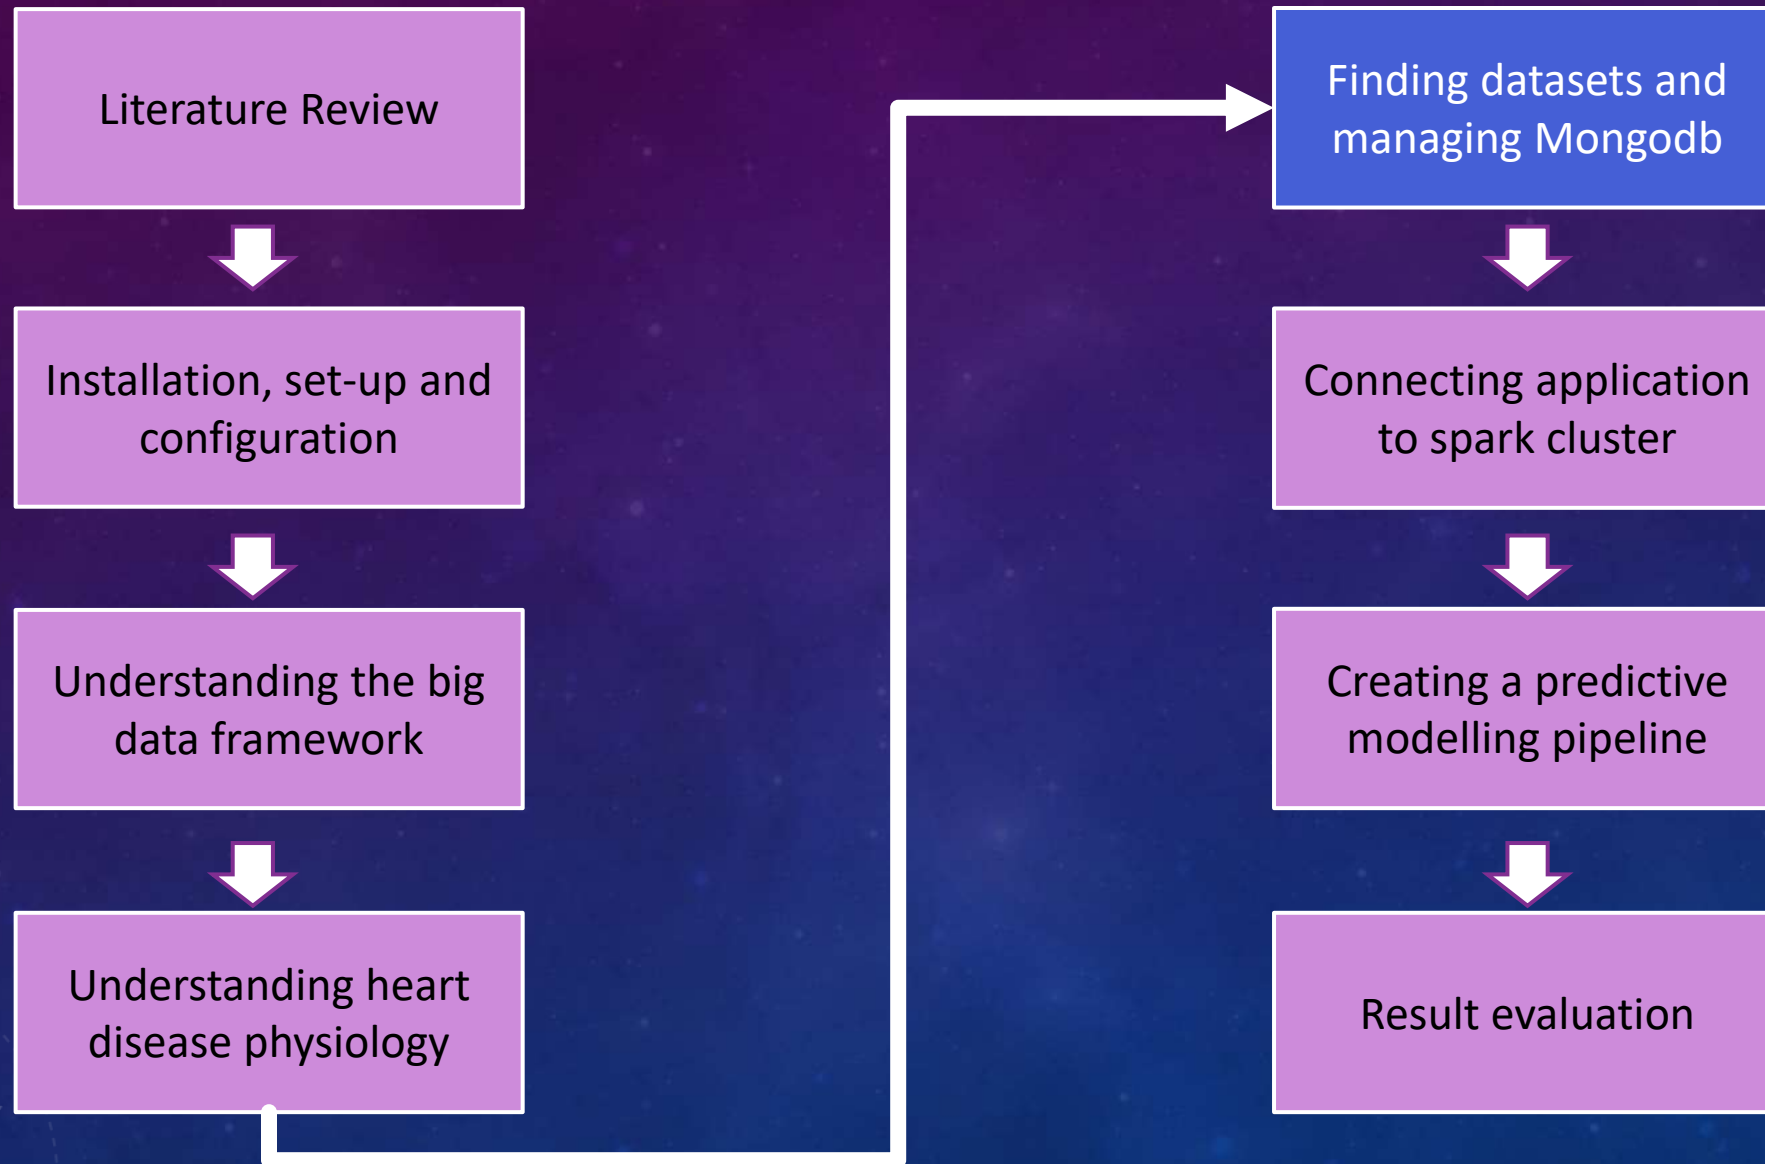 Literature Review
Installation, set-up and
configuration
Understanding the big
data framework
Understanding heart
disease physiology
Finding datasets and
managing Mongodb
Connecting application
to spark cluster
Creating a predictive
modelling pipeline
Result evaluation